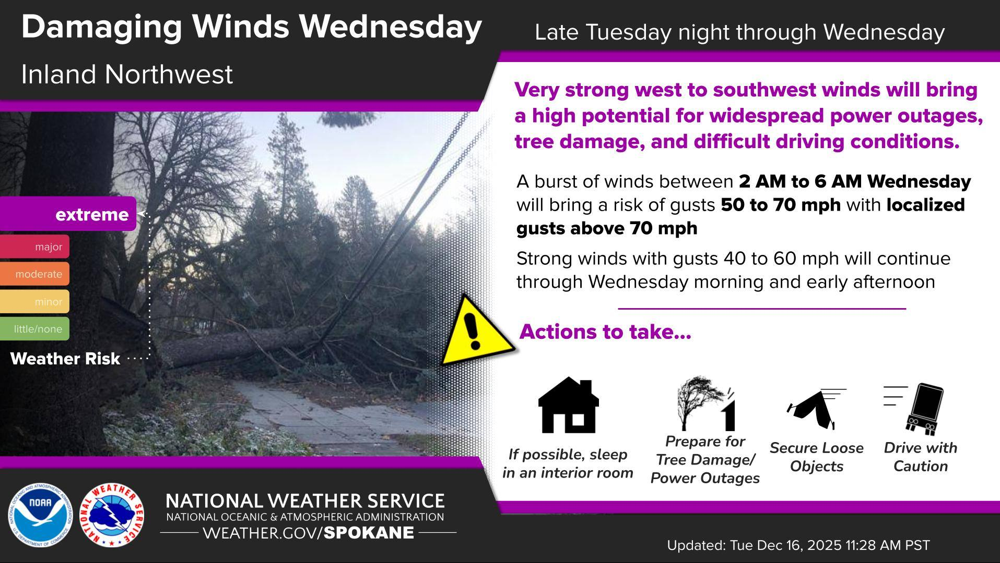 Damaging Winds Wednesday
Inland Northwest
Late Tuesday night through Wednesday
Very strong west to southwest winds will bring
a high potential for widespread power outages,
tree damage, and difficult driving conditions.
A burst of winds between 2 AM to 6 AM Wednesday
will bring a risk of gusts 50 to 70 mph with localized
gusts above 70 mph
Strong winds with gusts 40 to 60 mph will continue
through Wednesday morning and early afternoon
extreme
major
moderate
minor
little/none
Weather Risk
Actions to take...
If possible, sleep
in an interior room
Prepare for
Tree Damage/
Power Outages
Secure Loose
Objects
Drive with
Caution
NATIONAL OCEANIC AND ATMOSPHERIC ADMINISTRATION
NOAA
U.S. DEPARTMENT OF COMMERCE
NATIONAL WEATHER SERVICE
NATIONAL WEATHER SERVICE
NATIONAL OCEANIC & ATMOSPHERIC ADMINISTRATION
WEATHER.GOV/SPOKANE
Updated: Tue Dec 16, 2025 11:28 AM PST